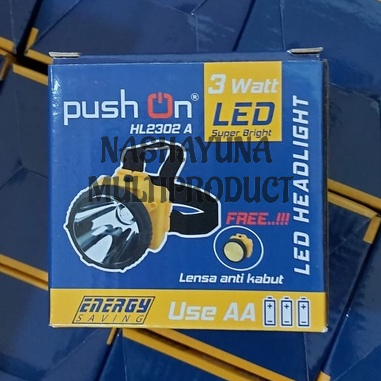 push On®
HL2302 A
3 Watt
LED
Super Bright
LED HEADLIGHT
NASHAYUNA
MULTIPRODUCT
FREE..!!!
Lensa anti kabut
ENERGY
SAVING
Use AA